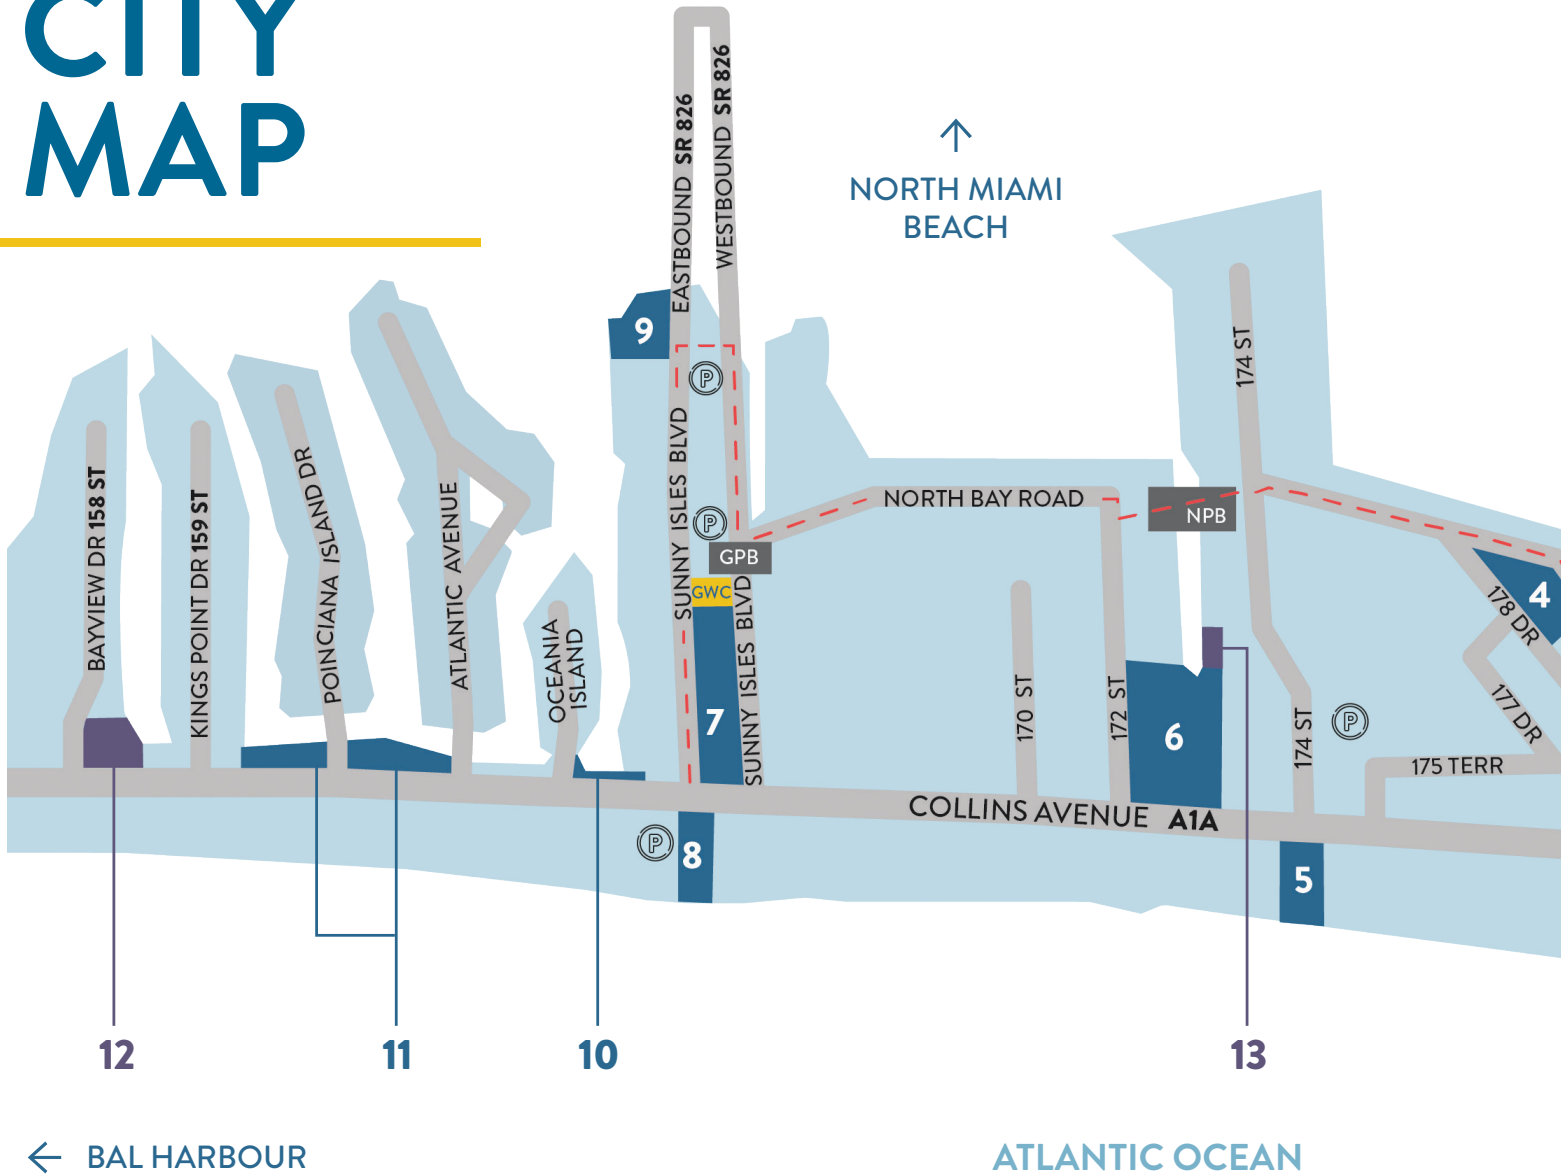 CITY
MAP
EASTBOUND SR 826
WESTBOUND SR 826
↑
NORTH MIAMI
BEACH
9
P
174 ST
SUNNY ISLES BLVD
P
NORTH BAY ROAD
NPB
GPB
GWC
SUNNY ISLES BLVD
BAYVIEW DR 158 ST
KINGS POINT DR 159 ST
POINCIANA ISLAND DR
ATLANTIC AVENUE
OCEANIA
ISLAND
4
178 DR
177 DR
7
170 ST
172 ST
6
174 ST
P
175 TERR
COLLINS AVENUE A1A
P
8
5
12
11
10
13
← BAL HARBOUR
ATLANTIC OCEAN